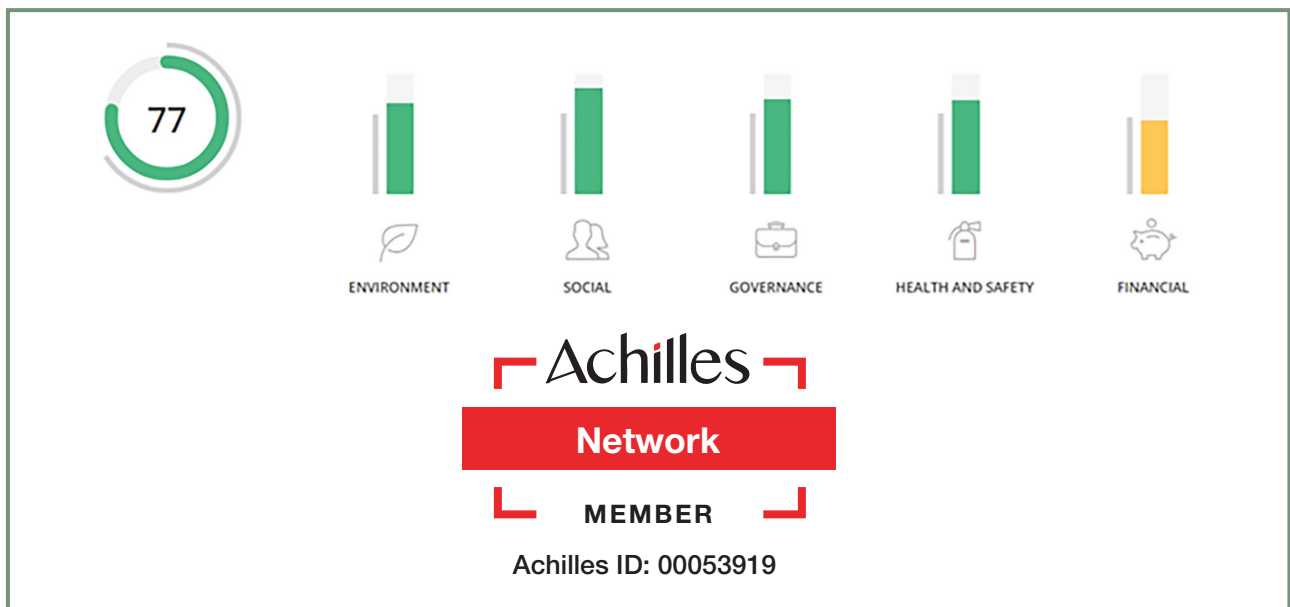 77
ENVIRONMENT
SOCIAL
GOVERNANCE
HEALTH AND SAFETY
FINANCIAL
Achilles
Network
MEMBER
Achilles ID: 00053919